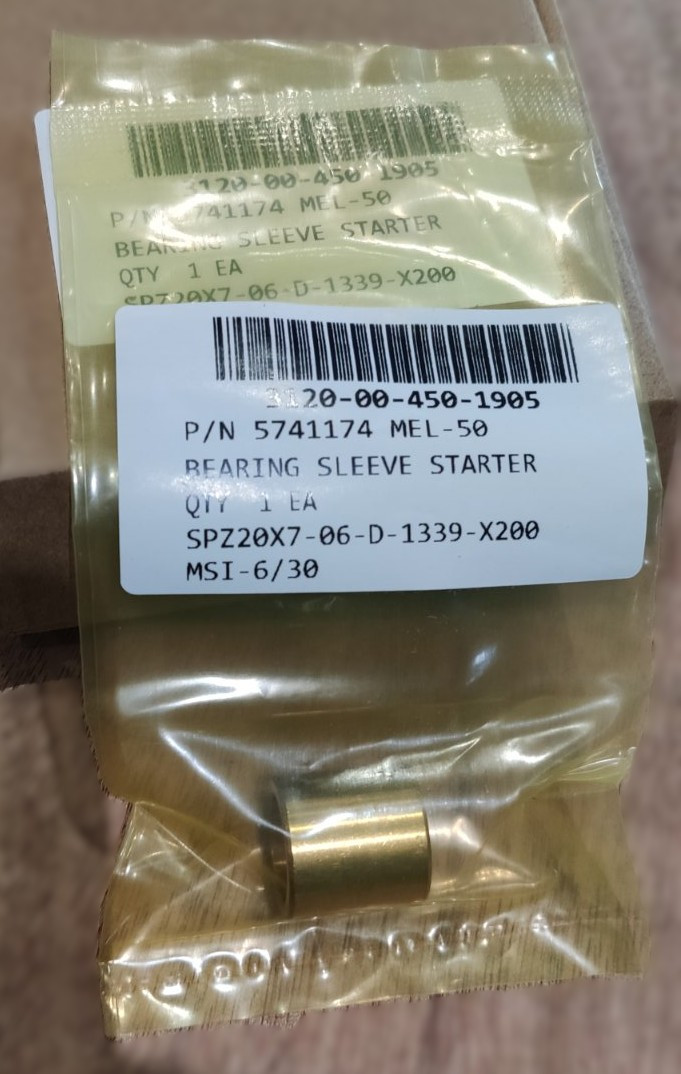 3120-00-450 1905
P/N 5741174 MEL-50
BEARING SLEEVE STARTER
QTY 1 EA
SPZ20X7-06-D-1339-X200
3120-00-450-1905
P/N 5741174 MEL-50
BEARING SLEEVE STARTER
QTY 1 EA
SPZ20X7-06-D-1339-X200
MSI-6/30